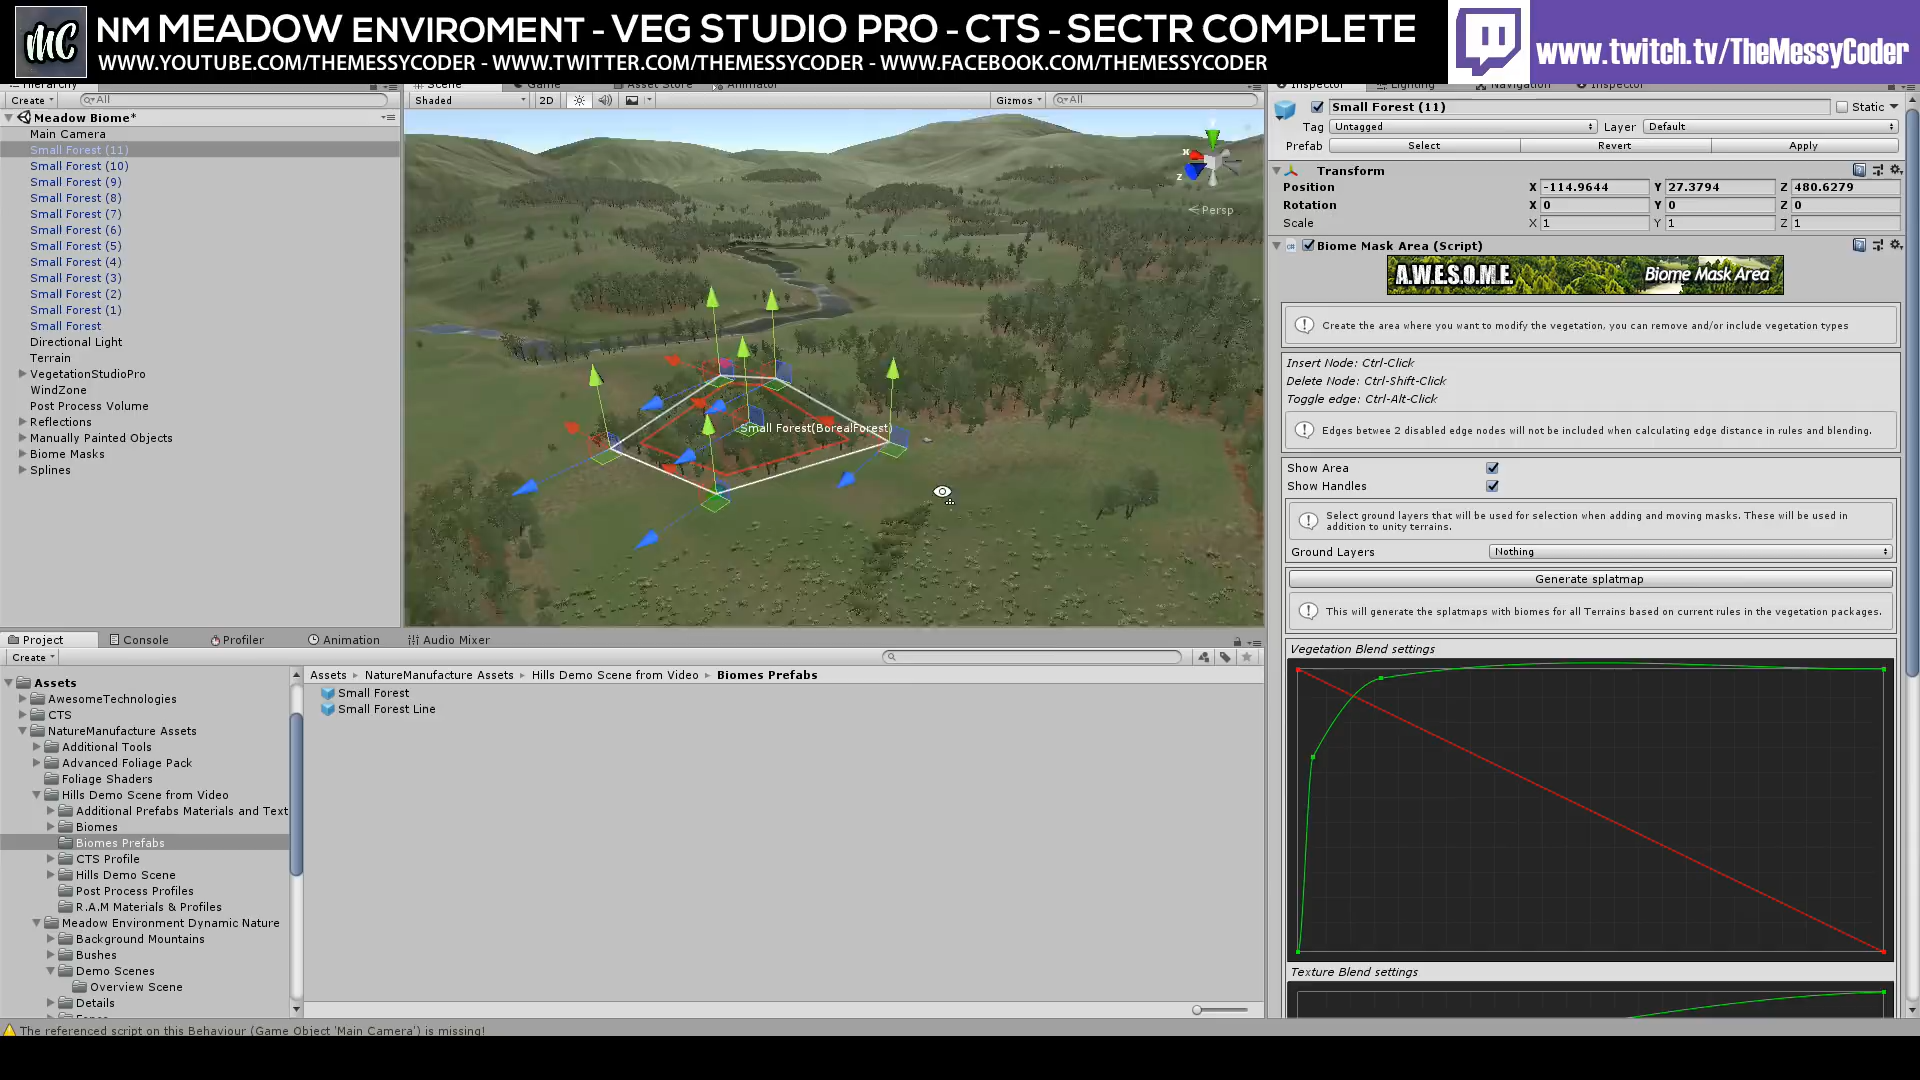 MC
NM MEADOW ENVIROMENT - VEG STUDIO PRO - CTS - SECTR COMPLETE
WWW.YOUTUBE.COM/THEMESSYCODER - WWW.TWITTER.COM/THEMESSYCODER - WWW.FACEBOOK.COM/THEMESSYCODER
www.twitch.tv/TheMessyCoder
Hierarchy
Create
All
Meadow Biome*
Main Camera
Small Forest (11)
Small Forest (10)
Small Forest (9)
Small Forest (8)
Small Forest (7)
Small Forest (6)
Small Forest (5)
Small Forest (4)
Small Forest (3)
Small Forest (2)
Small Forest (1)
Small Forest
Directional Light
Terrain
VegetationStudioPro
WindZone
Post Process Volume
Reflections
Manually Painted Objects
Biome Masks
Splines
Scene Game Asset Store Animator
Shaded 2D Gizmos All
x
z
Persp
Small Forest(BorealForest)
Inspector Lighting Navigation Inspector
Small Forest (11) Static
Tag Untagged Layer Default
Prefab Select Revert Apply
Transform
Position X -114.9644 Y 27.3794 Z 480.6279
Rotation X 0 Y 0 Z 0
Scale X 1 Y 1 Z 1
Biome Mask Area (Script)
A.W.E.S.O.M.E. Biome Mask Area
Create the area where you want to modify the vegetation, you can remove and/or include vegetation types
Insert Node: Ctrl-Click
Delete Node: Ctrl-Shift-Click
Toggle edge: Ctrl-Alt-Click
Edges betwee 2 disabled edge nodes will not be included when calculating edge distance in rules and blending.
Show Area
Show Handles
Select ground layers that will be used for selection when adding and moving masks. These will be used in
addition to unity terrains.
Ground Layers Nothing
Generate splatmap
This will generate the splatmaps with biomes for all Terrains based on current rules in the vegetation packages.
Vegetation Blend settings
Texture Blend settings
Project Console Profiler Animation Audio Mixer
Create
Assets
AwesomeTechnologies
CTS
NatureManufacture Assets
Additional Tools
Advanced Foliage Pack
Foliage Shaders
Hills Demo Scene from Video
Additional Prefabs Materials and Text
Biomes
Biomes Prefabs
CTS Profile
Hills Demo Scene
Post Process Profiles
R.A.M Materials & Profiles
Meadow Environment Dynamic Nature
Background Mountains
Bushes
Demo Scenes
Overview Scene
Details
Assets NatureManufacture Assets Hills Demo Scene from Video Biomes Prefabs
Small Forest
Small Forest Line
The referenced script on this Behaviour (Game Object 'Main Camera') is missing!